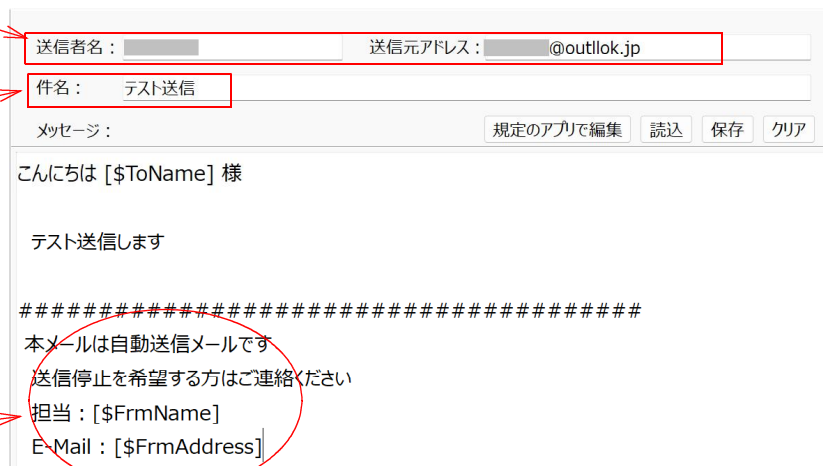 送信者名： 送信元アドレス： @outllok.jp
件名： テスト送信
メッセージ： 規定のアプリで編集 読込 保存 クリア
こんにちは [$ToName] 様
テスト送信します
#######################################
本メールは自動送信メールです
送信停止を希望する方はご連絡ください
担当：[$FrmName]
E-Mail：[$FrmAddress]